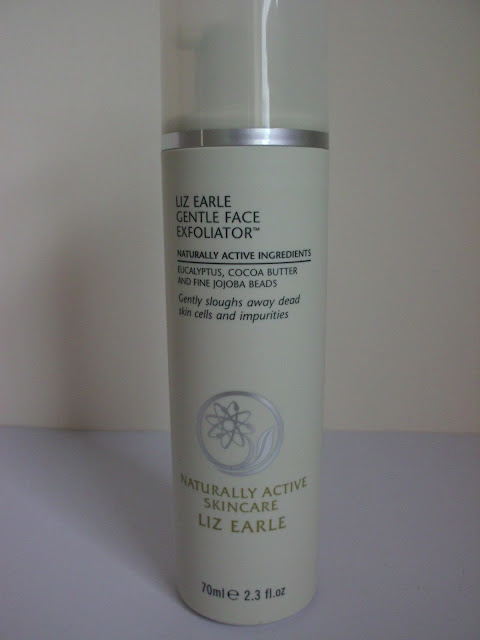 LIZ EARLE
GENTLE FACE
EXFOLIATOR™
NATURALLY ACTIVE INGREDIENTS
EUCALYPTUS, COCOA BUTTER
AND FINE JOJOBA BEADS
Gently sloughs away dead
skin cells and impurities
NATURALLY ACTIVE
SKINCARE
LIZ EARLE
70ml ℮ 2.3 fl.oz